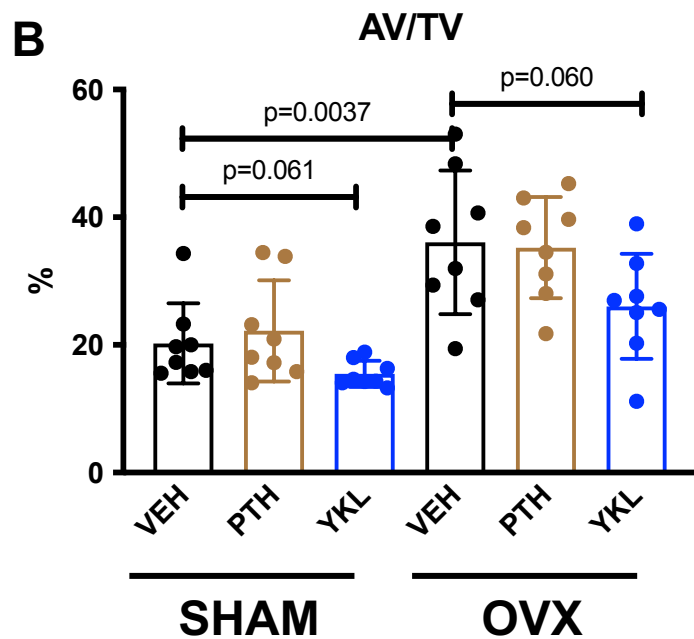 B
AV/TV
60
40
20
0
%
p=0.060
p=0.0037
p=0.061
VEH
PTH
YKL
VEH
PTH
YKL
SHAM
OVX